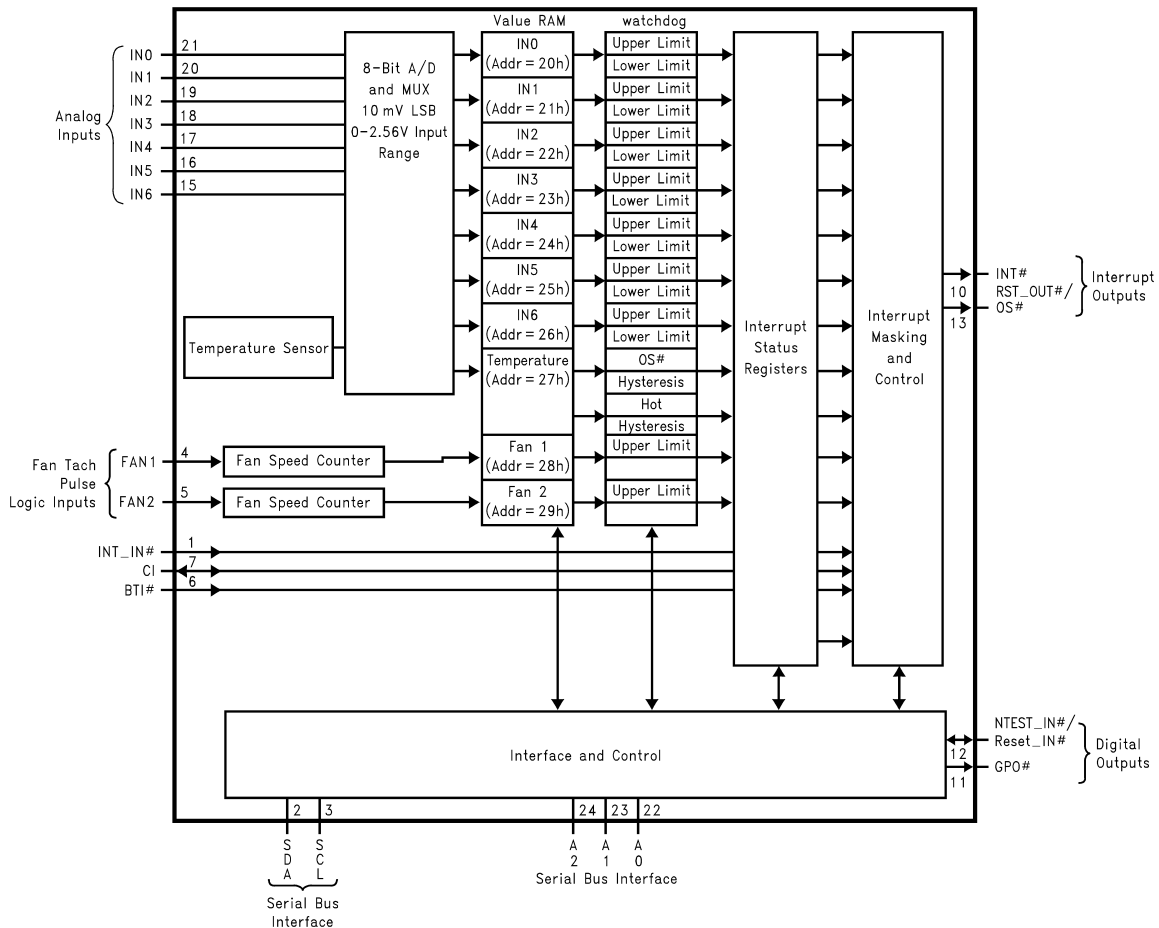 Value RAM
watchdog
Analog
Inputs
IN0
21
IN1
20
IN2
19
IN3
18
IN4
17
IN5
16
IN6
15
8-Bit A/D
and MUX
10 mV LSB
0-2.56V Input
Range
Temperature Sensor
IN0
(Addr = 20h)
IN1
(Addr = 21h)
IN2
(Addr = 22h)
IN3
(Addr = 23h)
IN4
(Addr = 24h)
IN5
(Addr = 25h)
IN6
(Addr = 26h)
Temperature
(Addr = 27h)
Fan 1
(Addr = 28h)
Fan 2
(Addr = 29h)
Upper Limit
Lower Limit
Upper Limit
Lower Limit
Upper Limit
Lower Limit
Upper Limit
Lower Limit
Upper Limit
Lower Limit
Upper Limit
Lower Limit
Upper Limit
Lower Limit
OS#
Hysteresis
Hot
Hysteresis
Upper Limit
Upper Limit
Interrupt
Status
Registers
Interrupt
Masking
and
Control
INT#
10
RST_OUT#/
OS#
13
Interrupt
Outputs
Fan Tach
Pulse
Logic Inputs
FAN1
4
Fan Speed Counter
FAN2
5
Fan Speed Counter
INT_IN#
1
CI
7
BTI#
6
Interface and Control
NTEST_IN#/
Reset_IN#
12
GPO#
11
Digital
Outputs
2
3
24
23
22
SDA
SCL
A2
A1
A0
Serial Bus
Interface
Serial Bus Interface